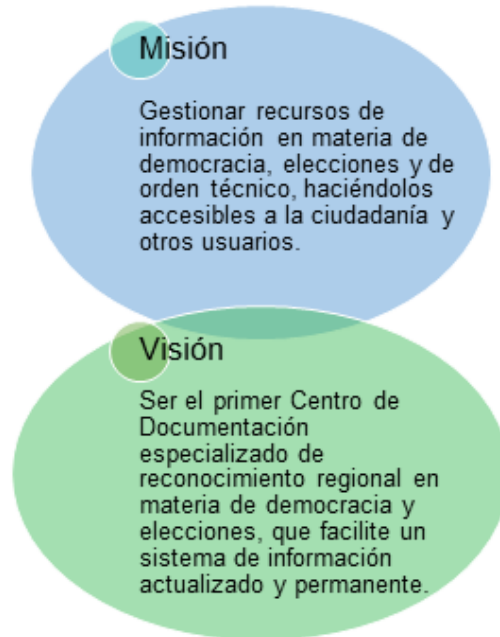 Misión
Gestionar recursos de
información en materia de
democracia, elecciones y de
orden técnico, haciéndolos
accesibles a la ciudadanía y
otros usuarios.
Visión
Ser el primer Centro de
Documentación
especializado de
reconocimiento regional en
materia de democracia y
elecciones, que facilite un
sistema de información
actualizado y permanente.